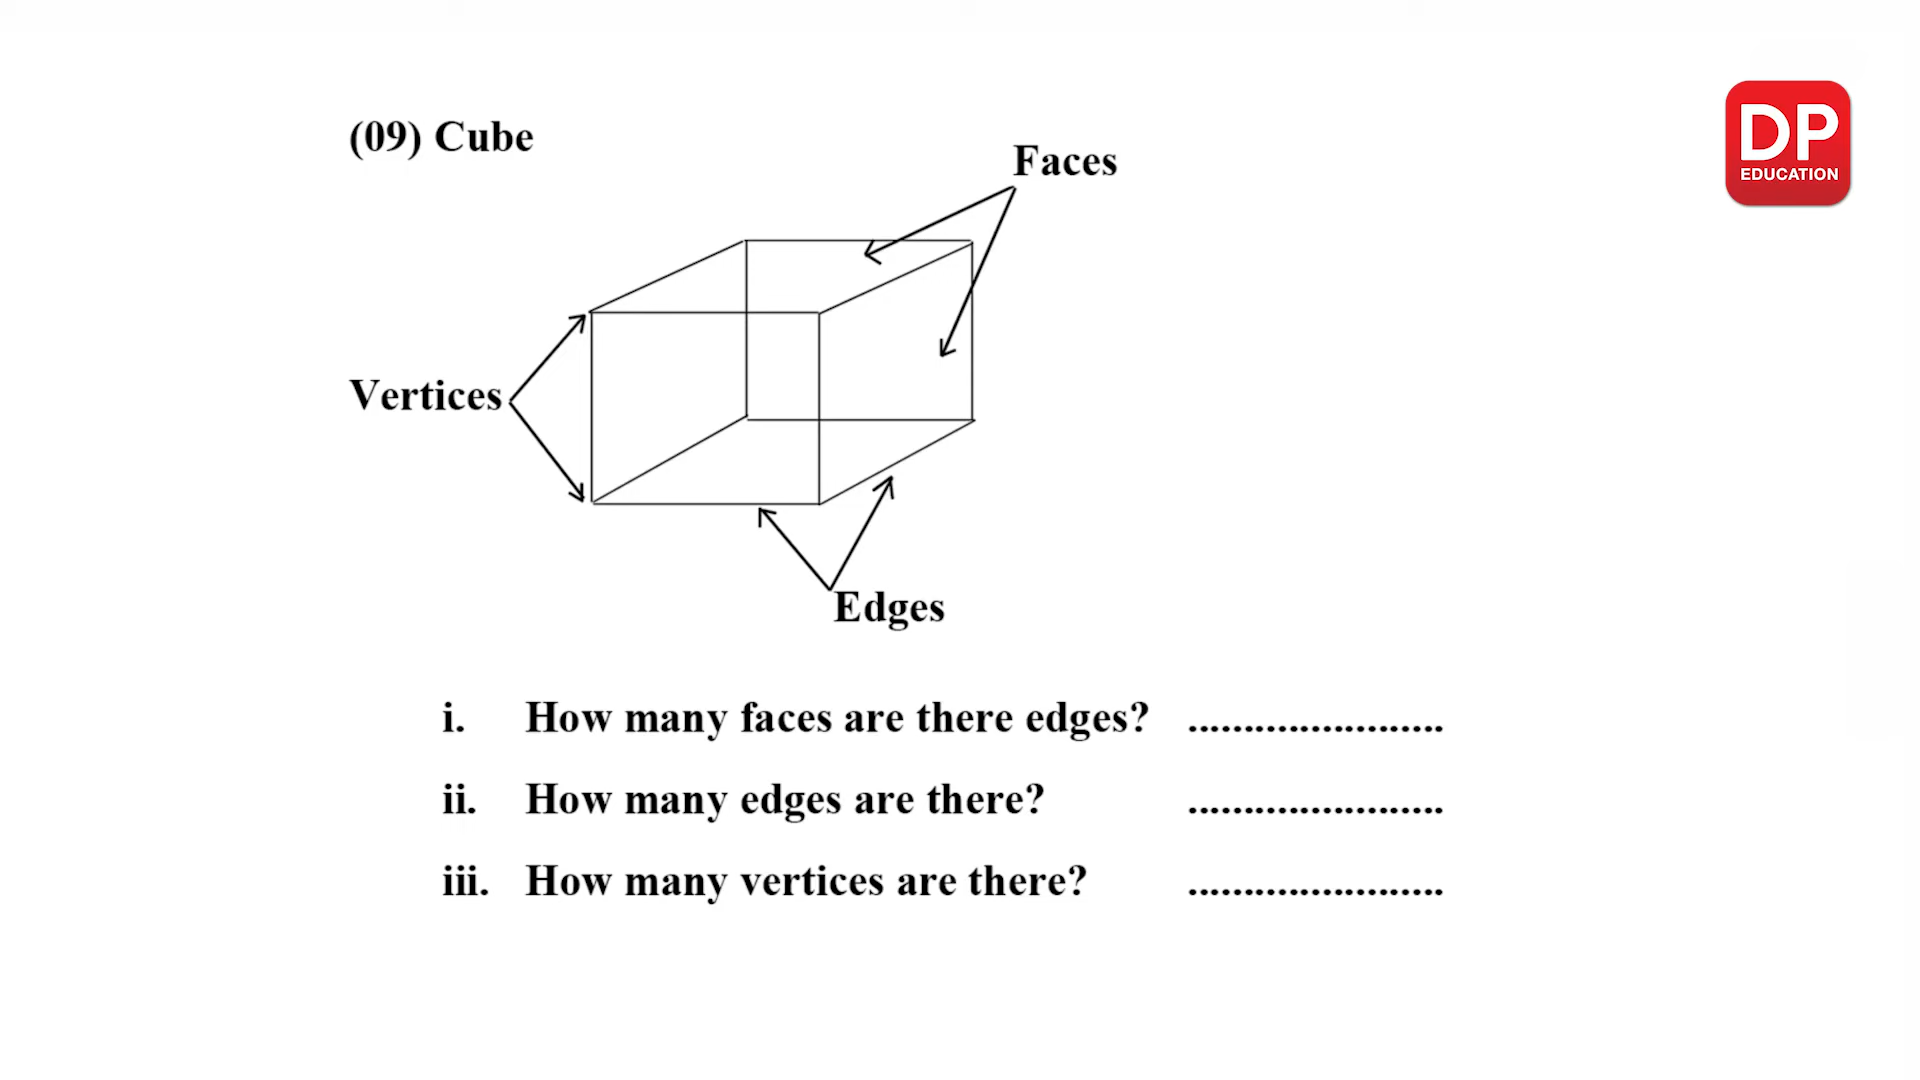 (09) Cube
DP
EDUCATION
Faces
Vertices
Edges
i. How many faces are there edges? .......................
ii. How many edges are there? .......................
iii. How many vertices are there? .......................